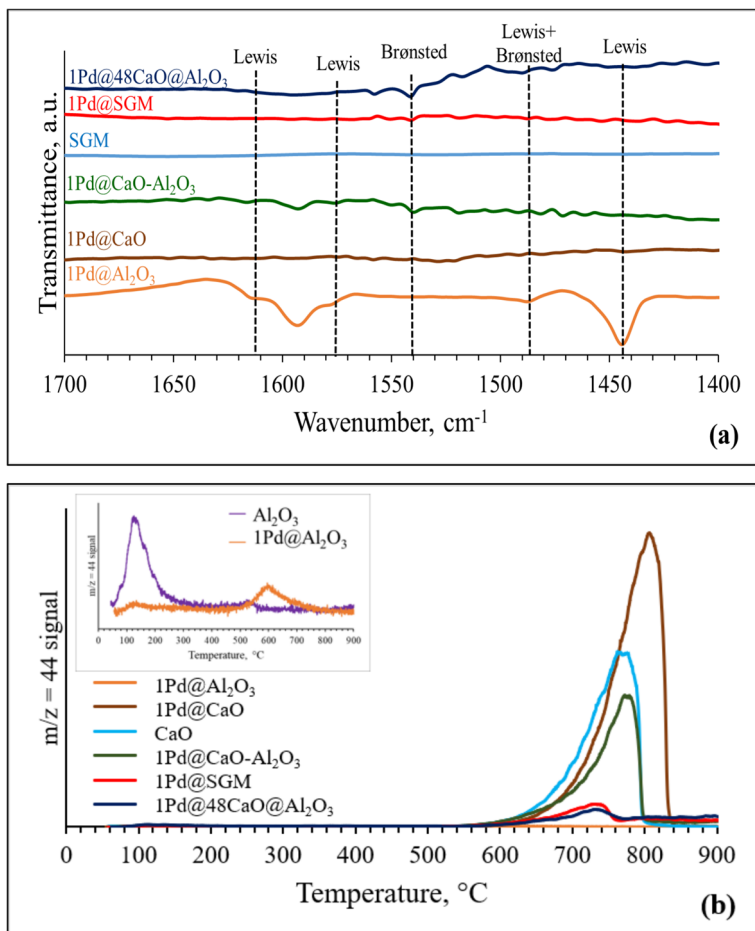 Lewis
Lewis
Brønsted
Lewis+
Brønsted
Lewis
1Pd@48CaO@Al₂O₃
1Pd@SGM
SGM
1Pd@CaO-Al₂O₃
1Pd@CaO
1Pd@Al₂O₃
Transmittance, a.u.
1700 1650 1600 1550 1500 1450 1400
Wavenumber, cm⁻¹
(a)
m/z = 44 signal
Al₂O₃
1Pd@Al₂O₃
0 100 200 300 400 500 600 700 800 900
Temperature, °C
m/z = 44 signal
1Pd@Al₂O₃
1Pd@CaO
CaO
1Pd@CaO-Al₂O₃
1Pd@SGM
1Pd@48CaO@Al₂O₃
0 100 200 300 400 500 600 700 800 900
Temperature, °C
(b)